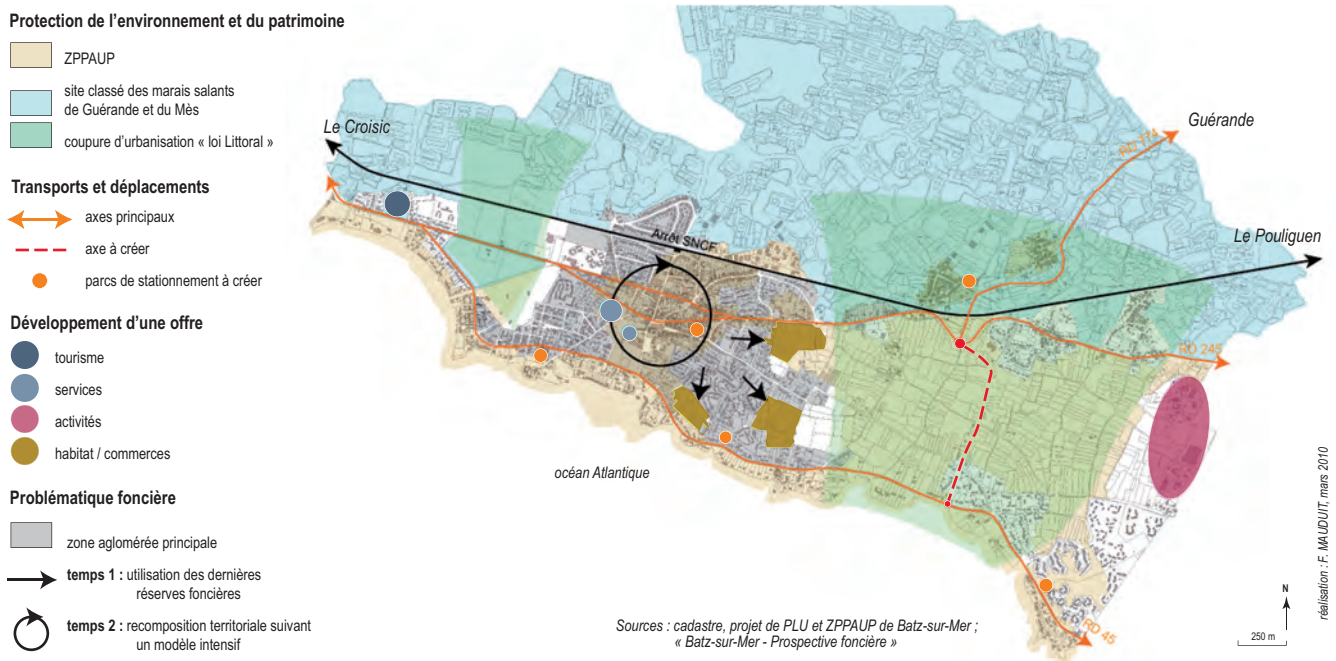 Protection de l'environnement et du patrimoine
ZPPAUP
site classé des marais salants
de Guérande et du Mès
coupure d'urbanisation « loi Littoral »
Transports et déplacements
axes principaux
axe à créer
parcs de stationnement à créer
Développement d'une offre
tourisme
services
activités
habitat / commerces
Problématique foncière
zone aglomérée principale
temps 1 : utilisation des dernières
réserves foncières
temps 2 : recomposition territoriale suivant
un modèle intensif
Le Croisic
Guérande
RD 774
Arrêt SNCF
Le Pouliguen
RD 245
océan Atlantique
RD 45
Sources : cadastre, projet de PLU et ZPPAUP de Batz-sur-Mer ;
« Batz-sur-Mer - Prospective foncière »
N
250 m
réalisation : F. MAUDUIT, mars 2010